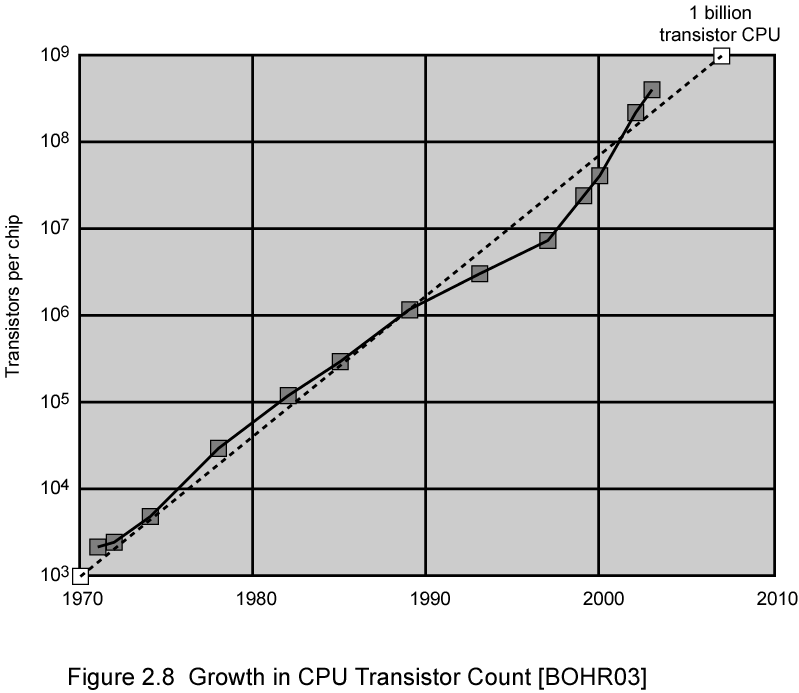 1 billion
transistor CPU
10⁹
10⁸
10⁷
10⁶
10⁵
10⁴
10³
Transistors per chip
1970 1980 1990 2000 2010
Figure 2.8 Growth in CPU Transistor Count [BOHR03]